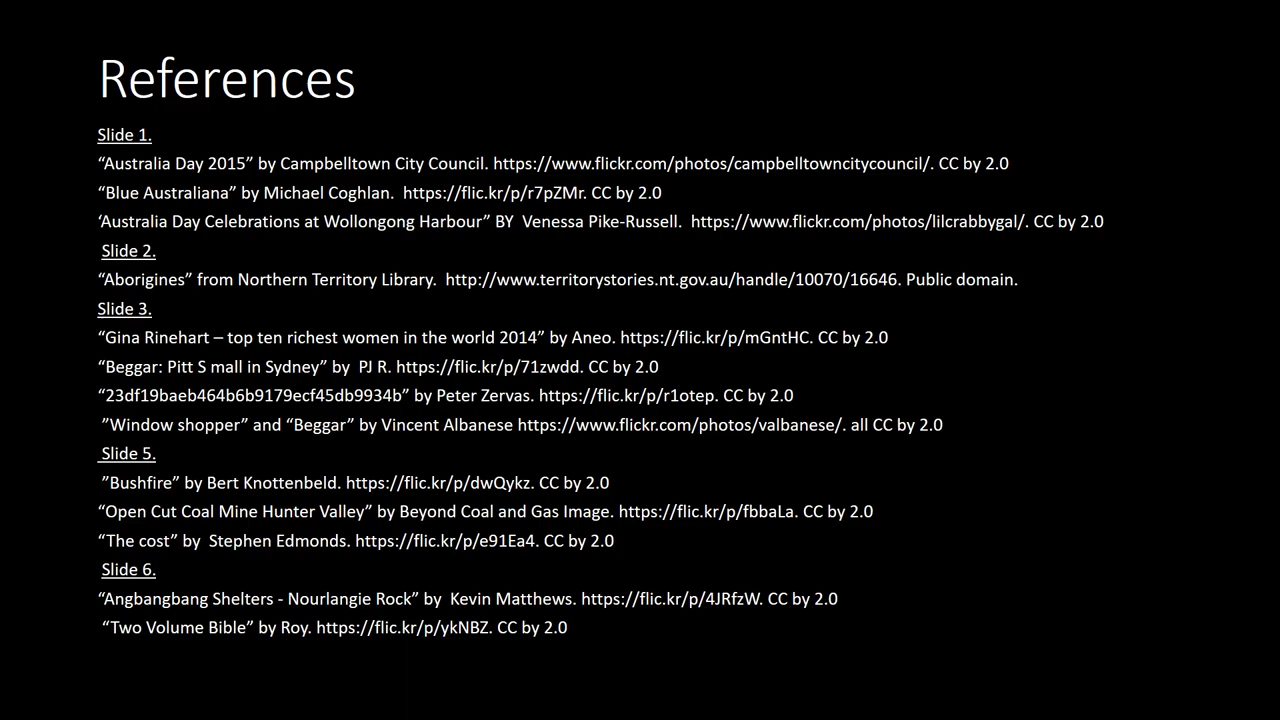 References
Slide 1.
“Australia Day 2015” by Campbelltown City Council. https://www.flickr.com/photos/campbelltowncitycouncil/. CC by 2.0
“Blue Australiana” by Michael Coghlan.  https://flic.kr/p/r7pZMr. CC by 2.0
‘Australia Day Celebrations at Wollongong Harbour” BY  Venessa Pike-Russell.  https://www.flickr.com/photos/lilcrabbygal/. CC by 2.0
Slide 2.
“Aborigines” from Northern Territory Library.  http://www.territorystories.nt.gov.au/handle/10070/16646. Public domain.
Slide 3.
“Gina Rinehart – top ten richest women in the world 2014” by Aneo. https://flic.kr/p/mGntHC. CC by 2.0
“Beggar: Pitt S mall in Sydney” by  PJ R. https://flic.kr/p/71zwdd. CC by 2.0
“23df19baeb464b6b9179ecf45db9934b” by Peter Zervas. https://flic.kr/p/r1otep. CC by 2.0
”Window shopper” and “Beggar” by Vincent Albanese https://www.flickr.com/photos/valbanese/. all CC by 2.0
Slide 5.
”Bushfire” by Bert Knottenbeld. https://flic.kr/p/dwQykz. CC by 2.0
“Open Cut Coal Mine Hunter Valley” by Beyond Coal and Gas Image. https://flic.kr/p/fbbaLa. CC by 2.0
“The cost” by  Stephen Edmonds. https://flic.kr/p/e91Ea4. CC by 2.0
Slide 6.
“Angbangbang Shelters - Nourlangie Rock” by  Kevin Matthews. https://flic.kr/p/4JRfzW. CC by 2.0
“Two Volume Bible” by Roy. https://flic.kr/p/ykNBZ. CC by 2.0